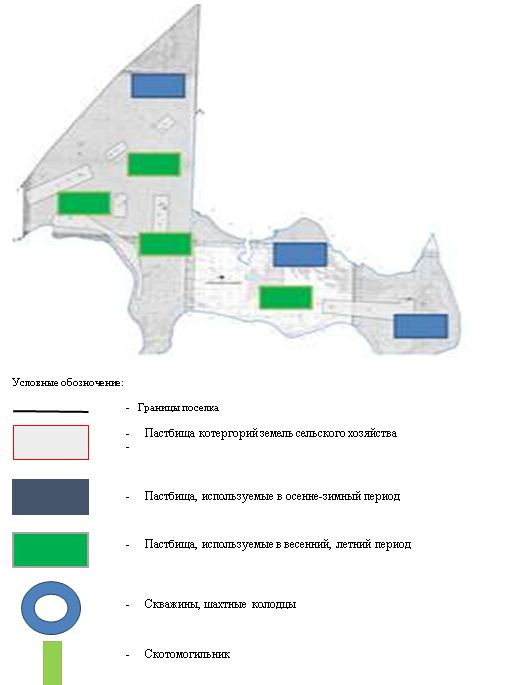 Условные обозначение:
- Границы поселка
- Пастбища котергорий земель сельского хозяйства
-
- Пастбища, используемые в осенне-зимный период
- Пастбища, используемые в весенний, летний период
- Скважины, шахтные колодцы
- Скотомогильник